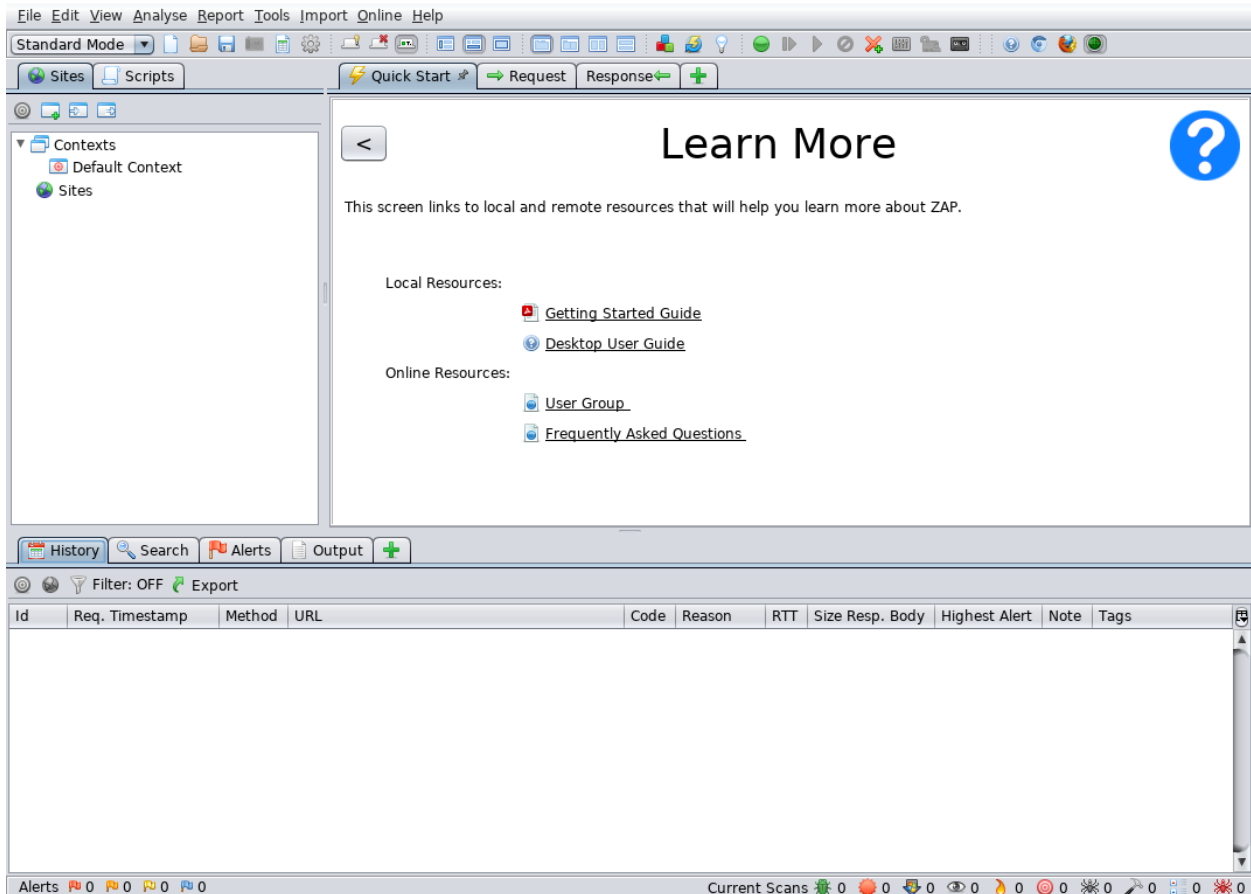 File Edit View Analyse Report Tools Import Online Help
Standard Mode
Sites Scripts
Quick Start Request Response
Contexts
Default Context
Sites
<
Learn More
This screen links to local and remote resources that will help you learn more about ZAP.
Local Resources:
Getting Started Guide
Desktop User Guide
Online Resources:
User Group
Frequently Asked Questions
History Search Alerts Output
Filter: OFF Export
Id Req. Timestamp Method URL Code Reason RTT Size Resp. Body Highest Alert Note Tags
Alerts 0 0 0 0 Current Scans 0 0 0 0 0 0 0 0 0 0